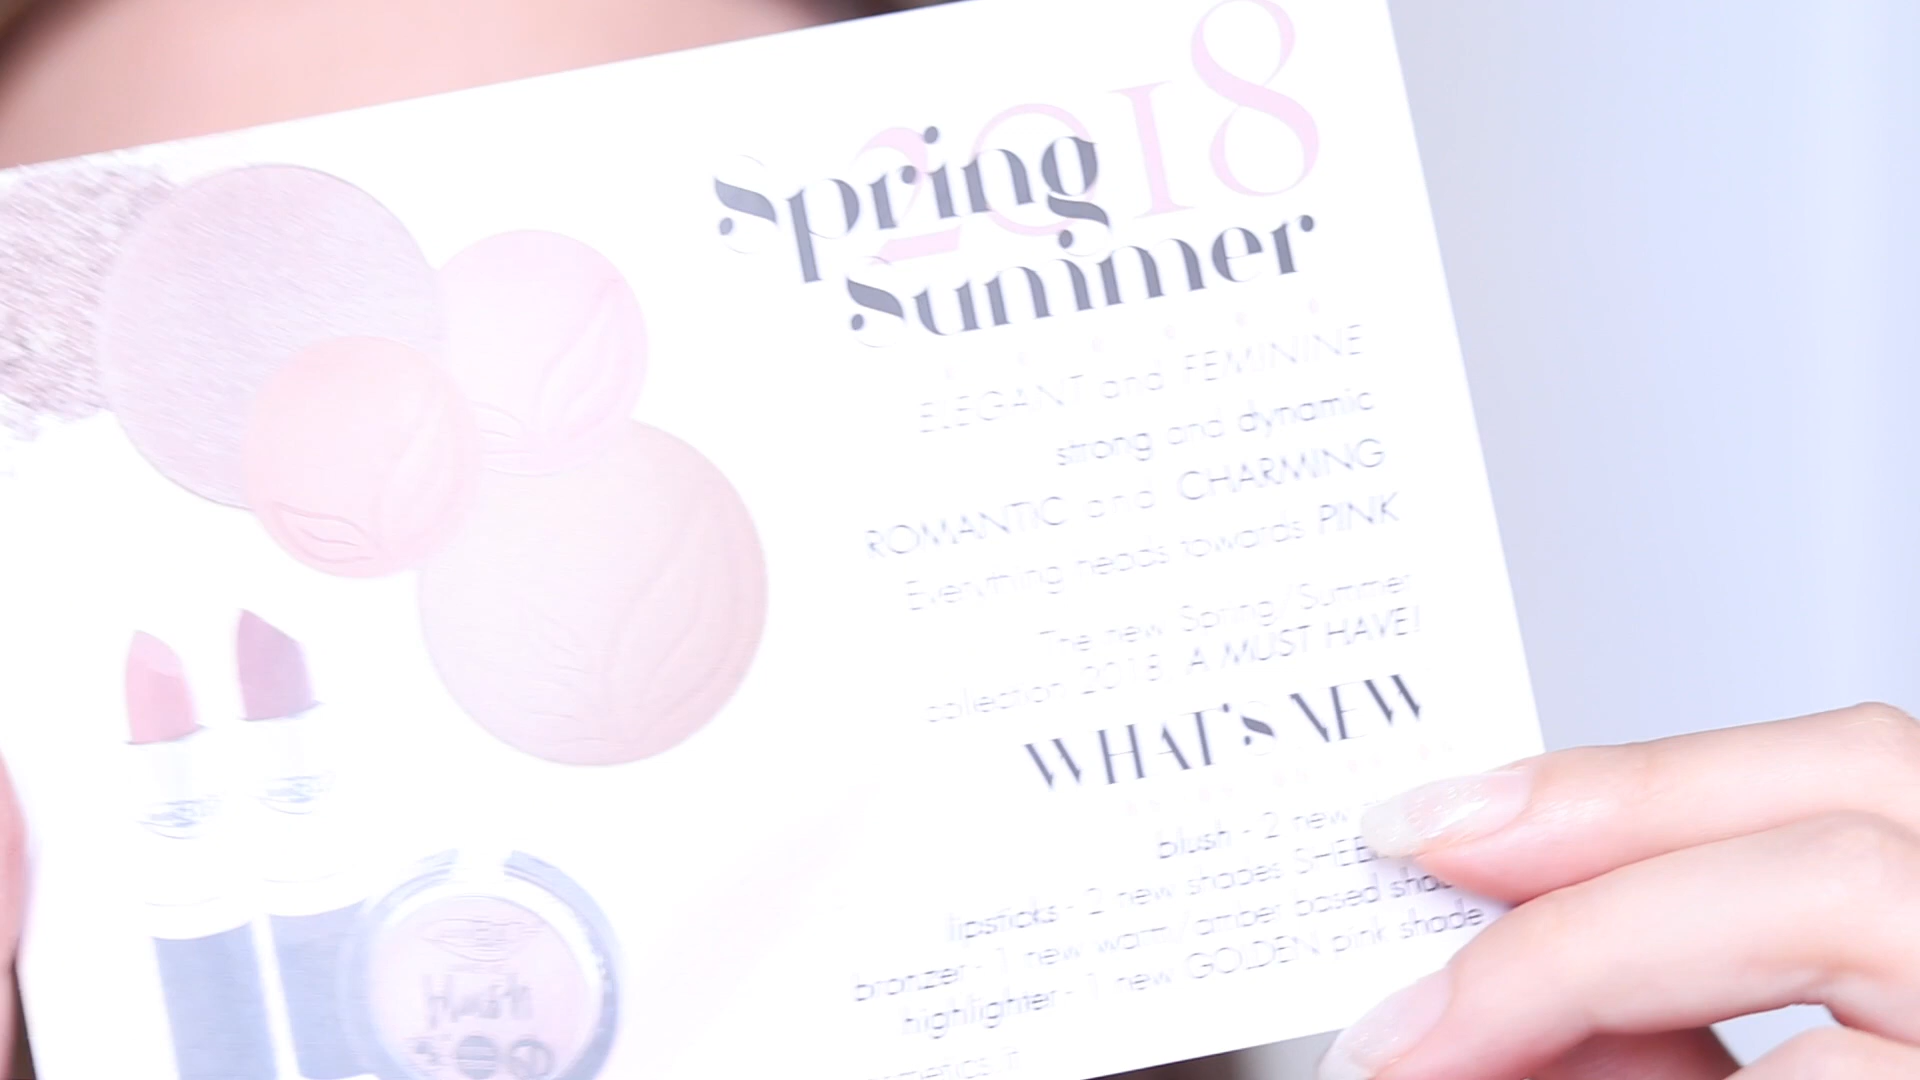 2018
Spring
Summer
ELEGANT and FEMININE
strong and dynamic
ROMANTIC and CHARMING
Everything heads towards PINK
The new Spring/Summer
collection 2018. A MUST HAVE!
WHAT'S NEW
blush - 2 new
lipsticks - 2 new shades
bronzer - 1 new warm/amber based
highlighter - 1 new GOLDEN pink shade
blush